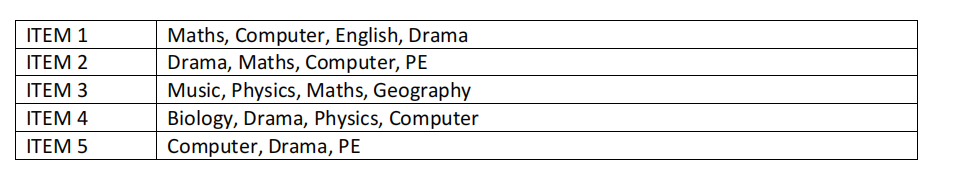 ITEM 1 Maths, Computer, English, Drama
ITEM 2 Drama, Maths, Computer, PE
ITEM 3 Music, Physics, Maths, Geography
ITEM 4 Biology, Drama, Physics, Computer
ITEM 5 Computer, Drama, PE